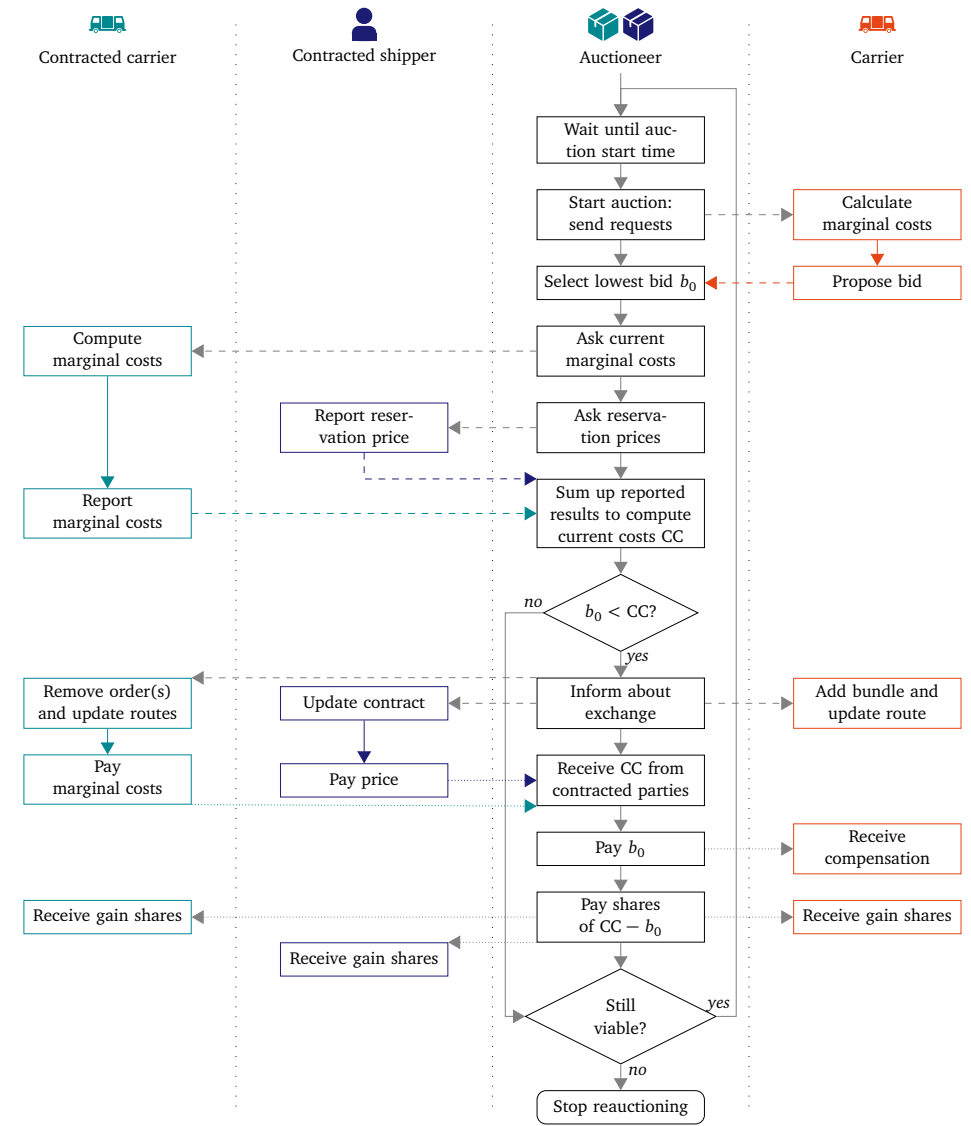 Contracted carrier
Contracted shipper
Auctioneer
Carrier
Wait until auc-
tion start time
Start auction:
send requests
Calculate
marginal costs
Select lowest bid b₀
Propose bid
Compute
marginal costs
Ask current
marginal costs
Report reser-
vation price
Ask reserva-
tion prices
Report
marginal costs
Sum up reported
results to compute
current costs CC
no
b₀ < CC?
yes
Remove order(s)
and update routes
Update contract
Inform about
exchange
Add bundle and
update route
Pay
marginal costs
Pay price
Receive CC from
contracted parties
Pay b₀
Receive
compensation
Receive gain shares
Pay shares
of CC − b₀
Receive gain shares
Receive gain shares
Still
viable?
yes
no
Stop reauctioning